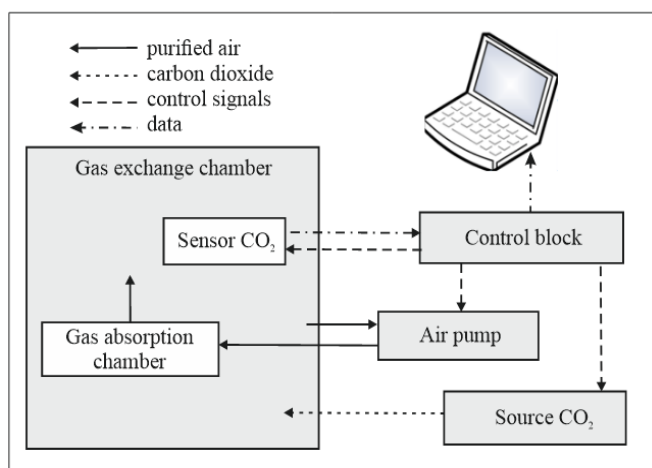 purified air
carbon dioxide
control signals
data
Gas exchange chamber
Sensor CO₂
Control block
Gas absorption
chamber
Air pump
Source CO₂